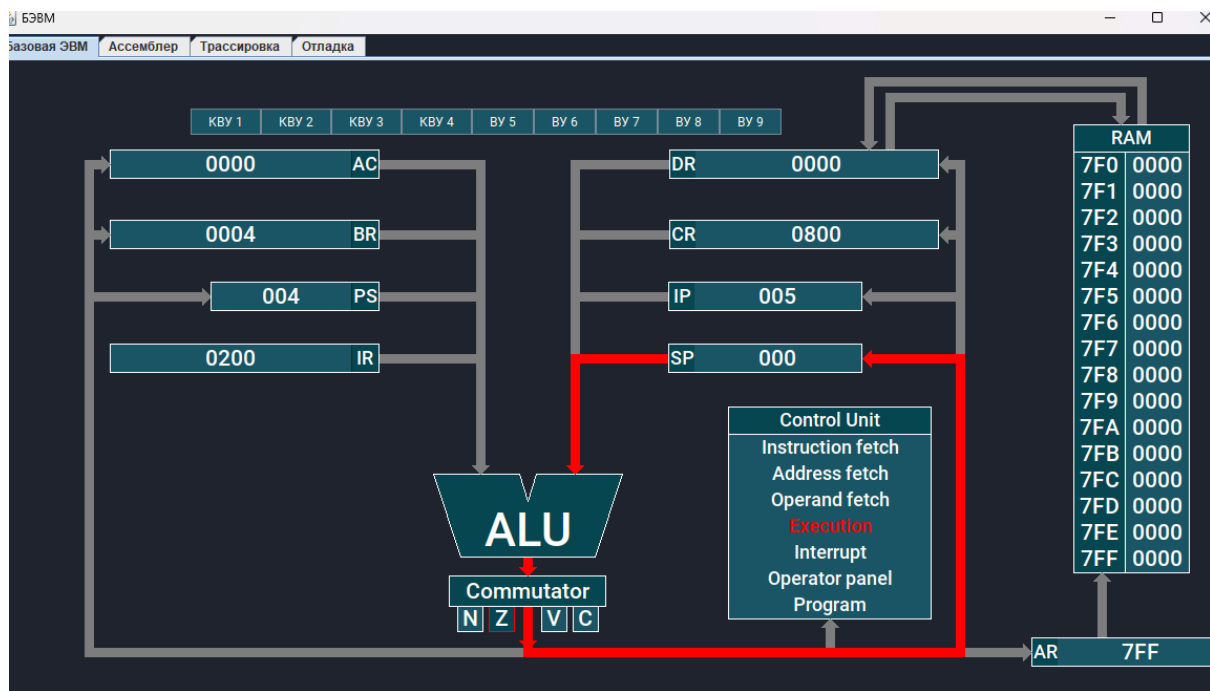 БЭВМ
Базовая ЭВМ Ассемблер Трассировка Отладка
КВУ 1 КВУ 2 КВУ 3 КВУ 4 ВУ 5 ВУ 6 ВУ 7 ВУ 8 ВУ 9
0000 AC
DR 0000
0004 BR
CR 0800
004 PS
IP 005
0200 IR
SP 000
ALU
Commutator
N Z V C
Control Unit
Instruction fetch
Address fetch
Operand fetch
Execution
Interrupt
Operator panel
Program
RAM
7F0 0000
7F1 0000
7F2 0000
7F3 0000
7F4 0000
7F5 0000
7F6 0000
7F7 0000
7F8 0000
7F9 0000
7FA 0000
7FB 0000
7FC 0000
7FD 0000
7FE 0000
7FF 0000
AR 7FF